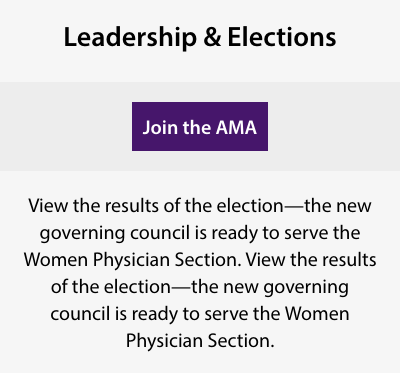 Leadership & Elections
Join the AMA
View the results of the election—the new
governing council is ready to serve the
Women Physician Section. View the results
of the election—the new governing
council is ready to serve the Women
Physician Section.